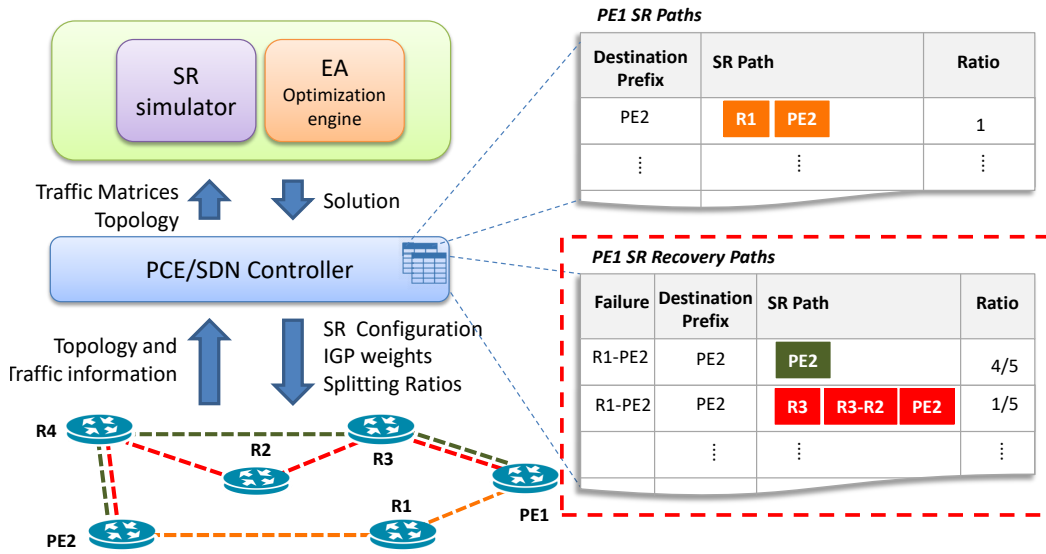 SR
simulator
EA
Optimization
engine
Traffic Matrices
Topology
Solution
PCE/SDN Controller
Topology and
Traffic information
SR Configuration
IGP weights
Splitting Ratios
R4
R2
R3
R1
PE1
PE2
PE1 SR Paths
Destination
Prefix
SR Path
Ratio
PE2
R1
PE2
1
PE1 SR Recovery Paths
Failure
Destination
Prefix
SR Path
Ratio
R1-PE2
PE2
PE2
4/5
R1-PE2
PE2
R3
R3-R2
PE2
1/5